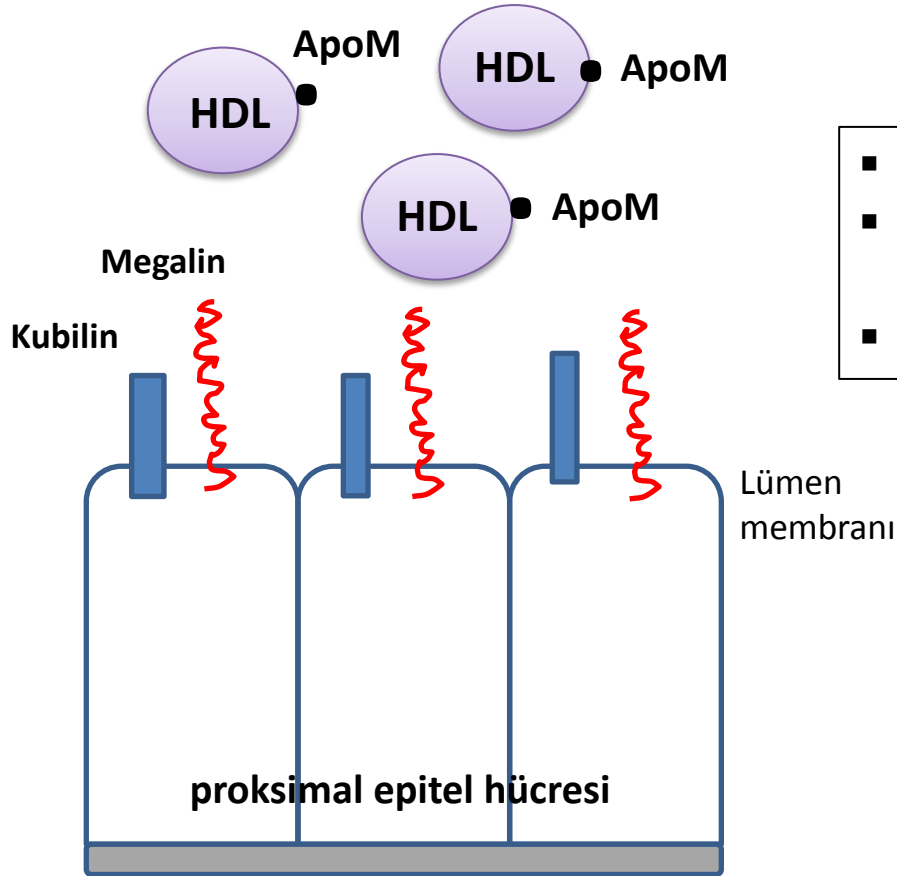 ApoM
HDL
HDL
ApoM
HDL
ApoM
Megalin
Kubilin
Lümen
membranı
proksimal epitel hücresi